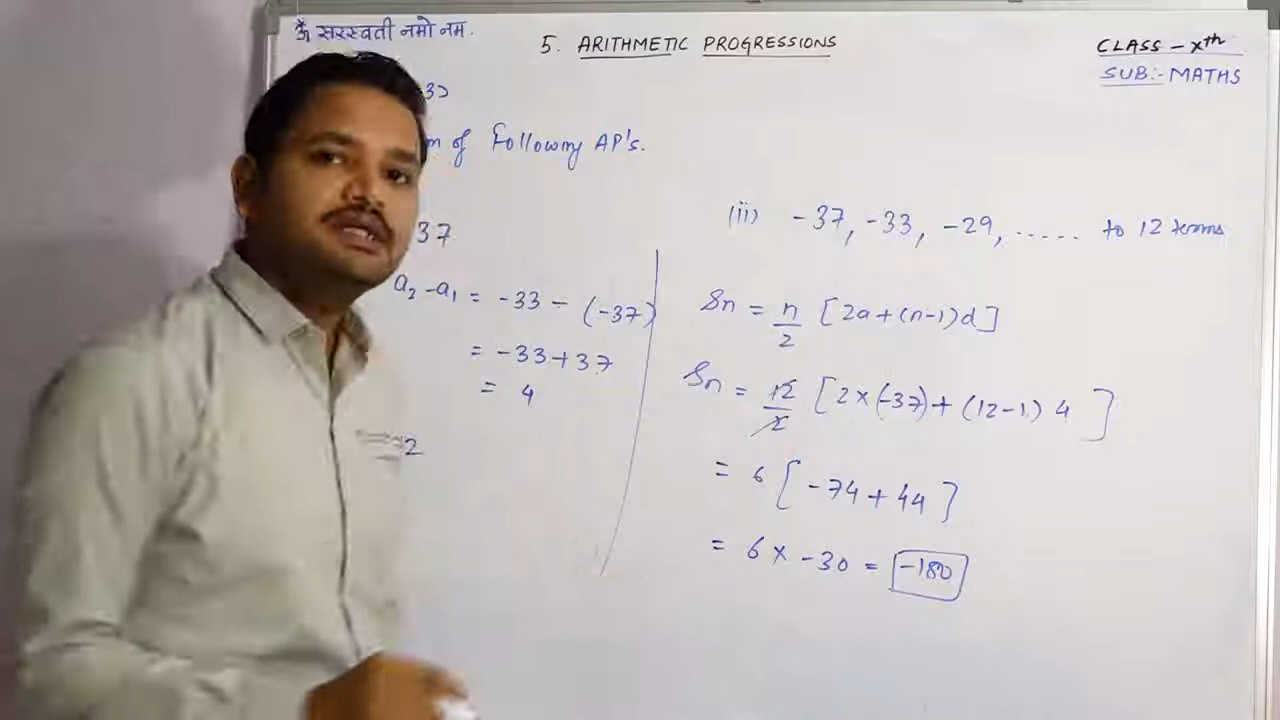 ॐ सरस्वती नमो नम.
5. ARITHMETIC PROGRESSIONS
CLASS - Xth
SUB:- MATHS
of Following AP's.
(ii) -37, -33, -29, ..... to 12 terms
37
a₂ - a₁ = -33 - (-37)
= -33 + 37
= 4
2
Sn = n/2 [2a + (n-1)d]
Sn = 12/2 [2 × (-37) + (12-1) 4]
= 6 [-74 + 44]
= 6 × -30 = -180